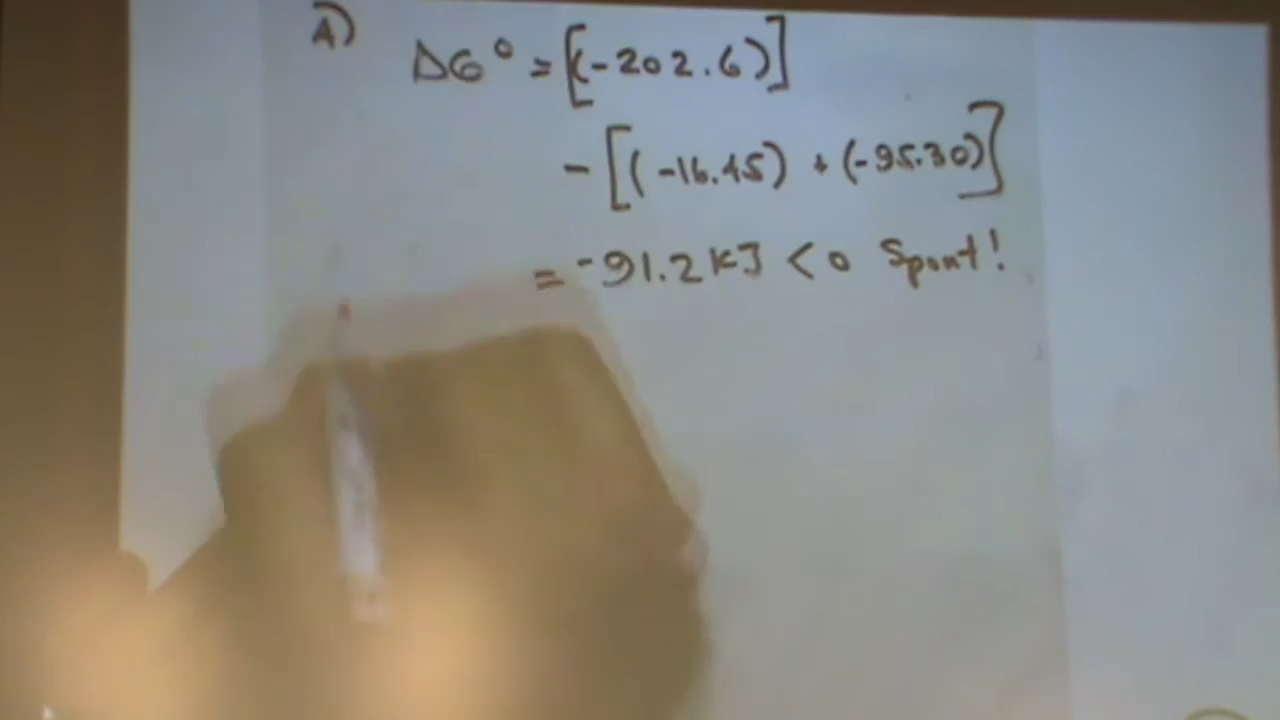 A) ΔG° = [(-202.6)]
- [(-16.45) + (-95.30)]
= -91.2 KJ < 0 Spont!